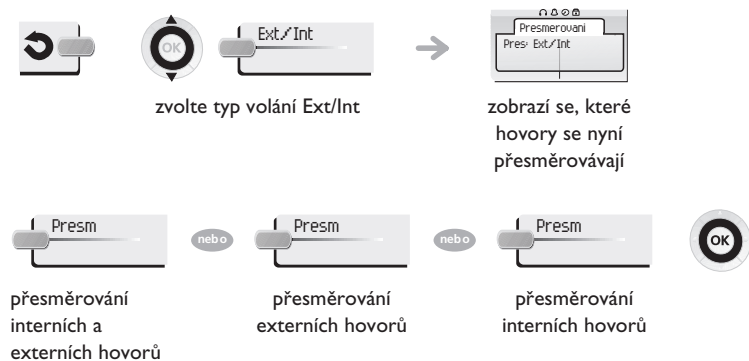 OK
Ext/Int
Presmerovani
Pres: Ext/Int
zvolte typ volání Ext/Int
zobrazí se, které
hovory se nyní
přesměrovávají
Presm
nebo
Presm
nebo
Presm
OK
přesměrování
interních a
externích hovorů
přesměrování
externích hovorů
přesměrování
interních hovorů